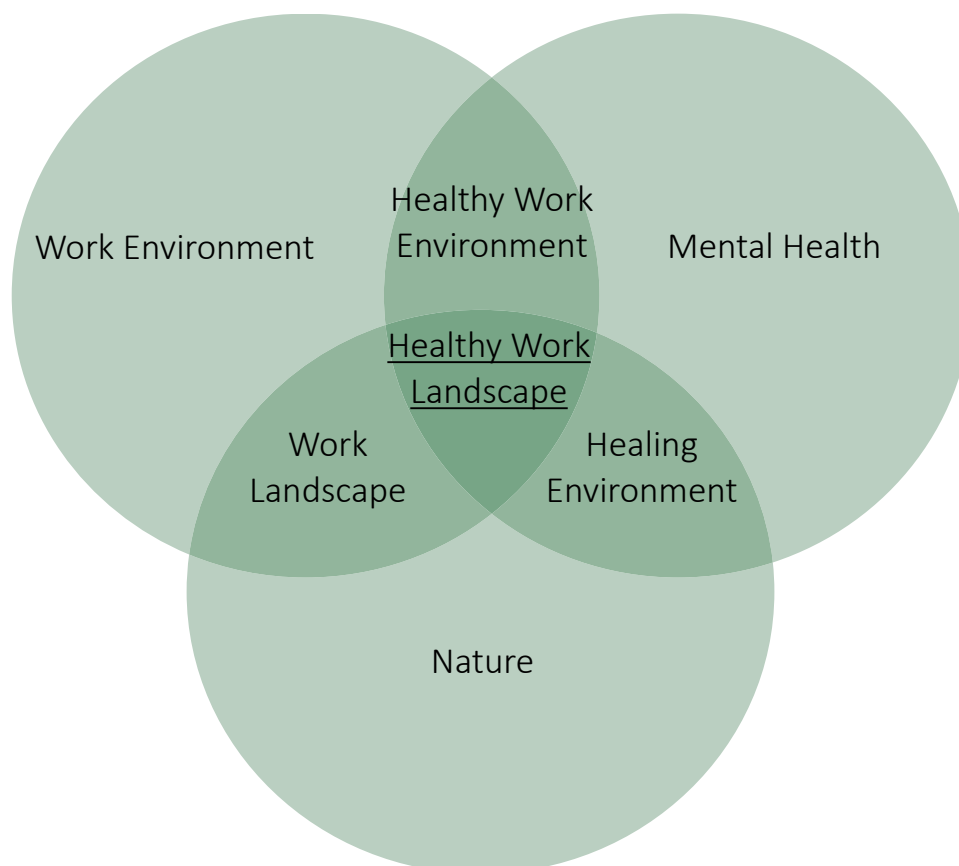 Healthy Work
Environment
Work Environment
Mental Health
Healthy Work
Landscape
Work
Landscape
Healing
Environment
Nature